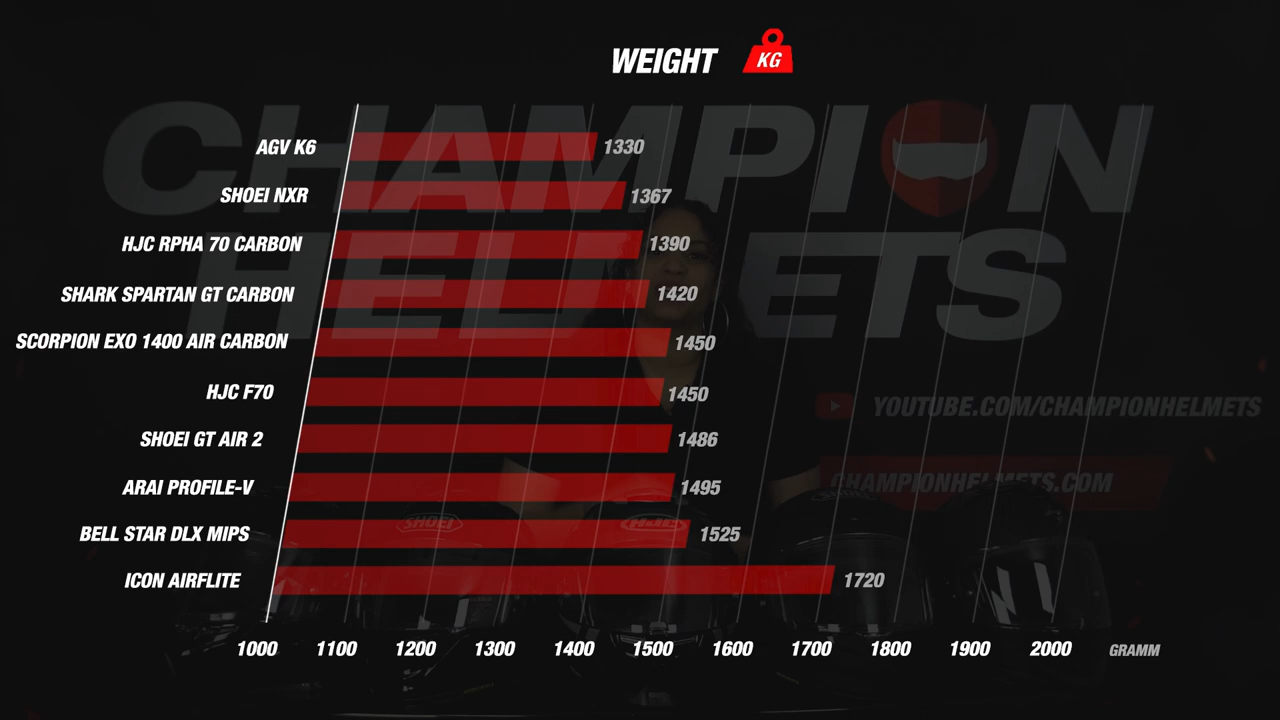 WEIGHT KG
CHAMPION
HELMETS
AGV K6 1330
SHOEI NXR 1367
HJC RPHA 70 CARBON 1390
SHARK SPARTAN GT CARBON 1420
SCORPION EXO 1400 AIR CARBON 1450
HJC F70 1450
YOUTUBE.COM/CHAMPIONHELMETS
SHOEI GT AIR 2 1486
ARAI PROFILE-V 1495
CHAMPIONHELMETS.COM
SHOEI
HJC
BELL STAR DLX MIPS 1525
ICON AIRFLITE 1720
1000 1100 1200 1300 1400 1500 1600 1700 1800 1900 2000 GRAMM